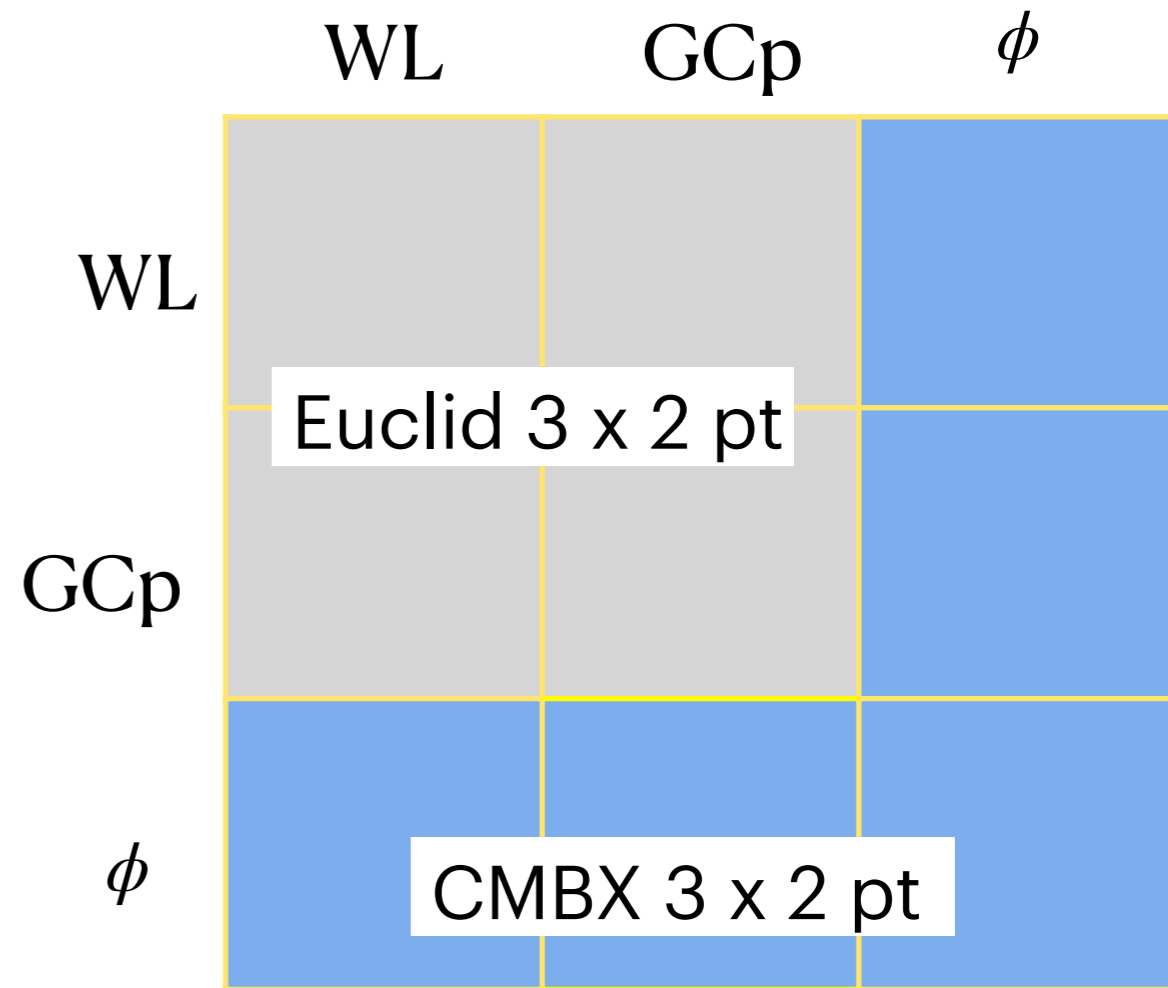 WL GCp ϕ
WL
Euclid 3 x 2 pt
GCp
ϕ
CMBX 3 x 2 pt